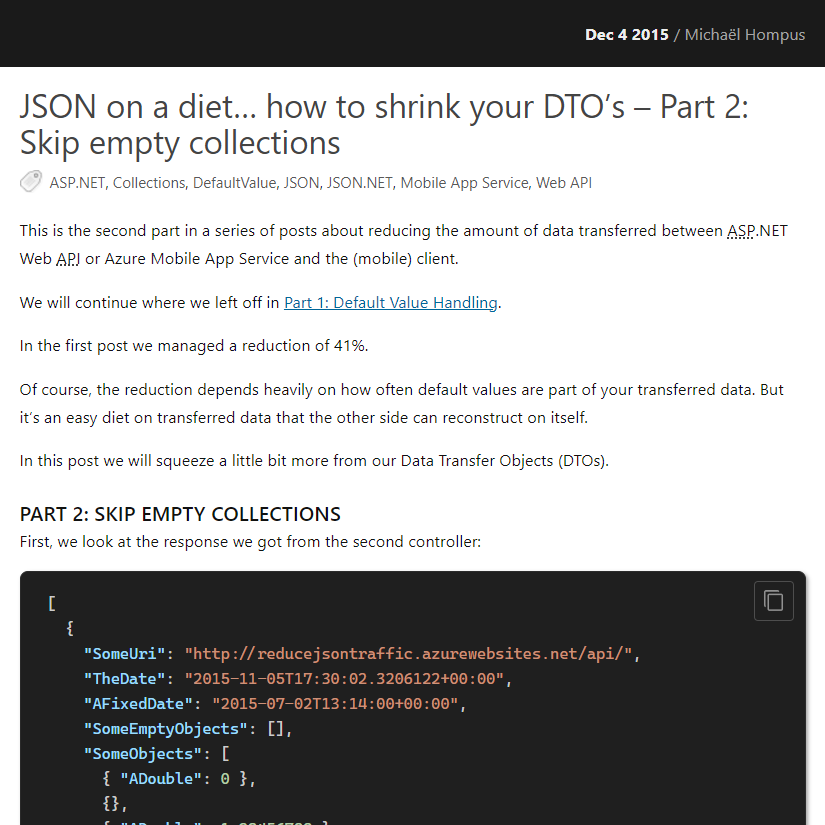 Dec 4 2015 / Michaël Hompus
JSON on a diet… how to shrink your DTO’s – Part 2:
Skip empty collections
ASP.NET, Collections, DefaultValue, JSON, JSON.NET, Mobile App Service, Web API
This is the second part in a series of posts about reducing the amount of data transferred between ASP.NET
Web API or Azure Mobile App Service and the (mobile) client.
We will continue where we left off in Part 1: Default Value Handling.
In the first post we managed a reduction of 41%.
Of course, the reduction depends heavily on how often default values are part of your transferred data. But
it’s an easy diet on transferred data that the other side can reconstruct on itself.
In this post we will squeeze a little bit more from our Data Transfer Objects (DTOs).
PART 2: SKIP EMPTY COLLECTIONS
First, we look at the response we got from the second controller:
[
{
"SomeUri": "http://reducejsontraffic.azurewebsites.net/api/",
"TheDate": "2015-11-05T17:30:02.3206122+00:00",
"AFixedDate": "2015-07-02T13:14:00+00:00",
"SomeEmptyObjects": [],
"SomeObjects": [
{ "ADouble": 0 },
{},